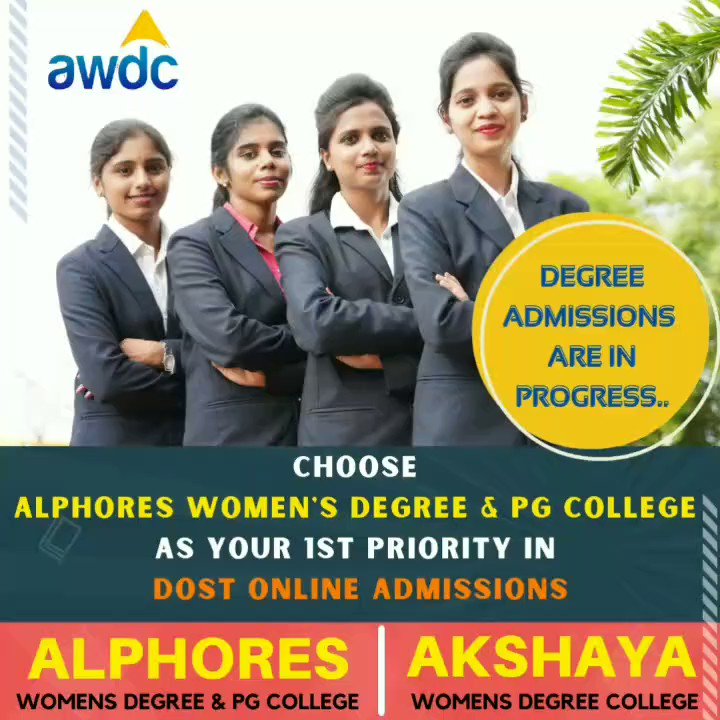 awdc
DEGREE
ADMISSIONS
ARE IN
PROGRESS..
CHOOSE
ALPHORES WOMEN'S DEGREE & PG COLLEGE
AS YOUR 1ST PRIORITY IN
DOST ONLINE ADMISSIONS
ALPHORES
WOMENS DEGREE & PG COLLEGE
AKSHAYA
WOMENS DEGREE COLLEGE